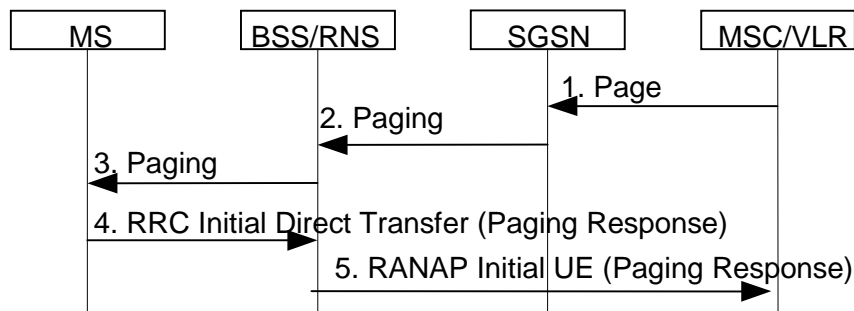 MS
BSS/RNS
SGSN
MSC/VLR
1. Page
2. Paging
3. Paging
4. RRC Initial Direct Transfer (Paging Response)
5. RANAP Initial UE (Paging Response)